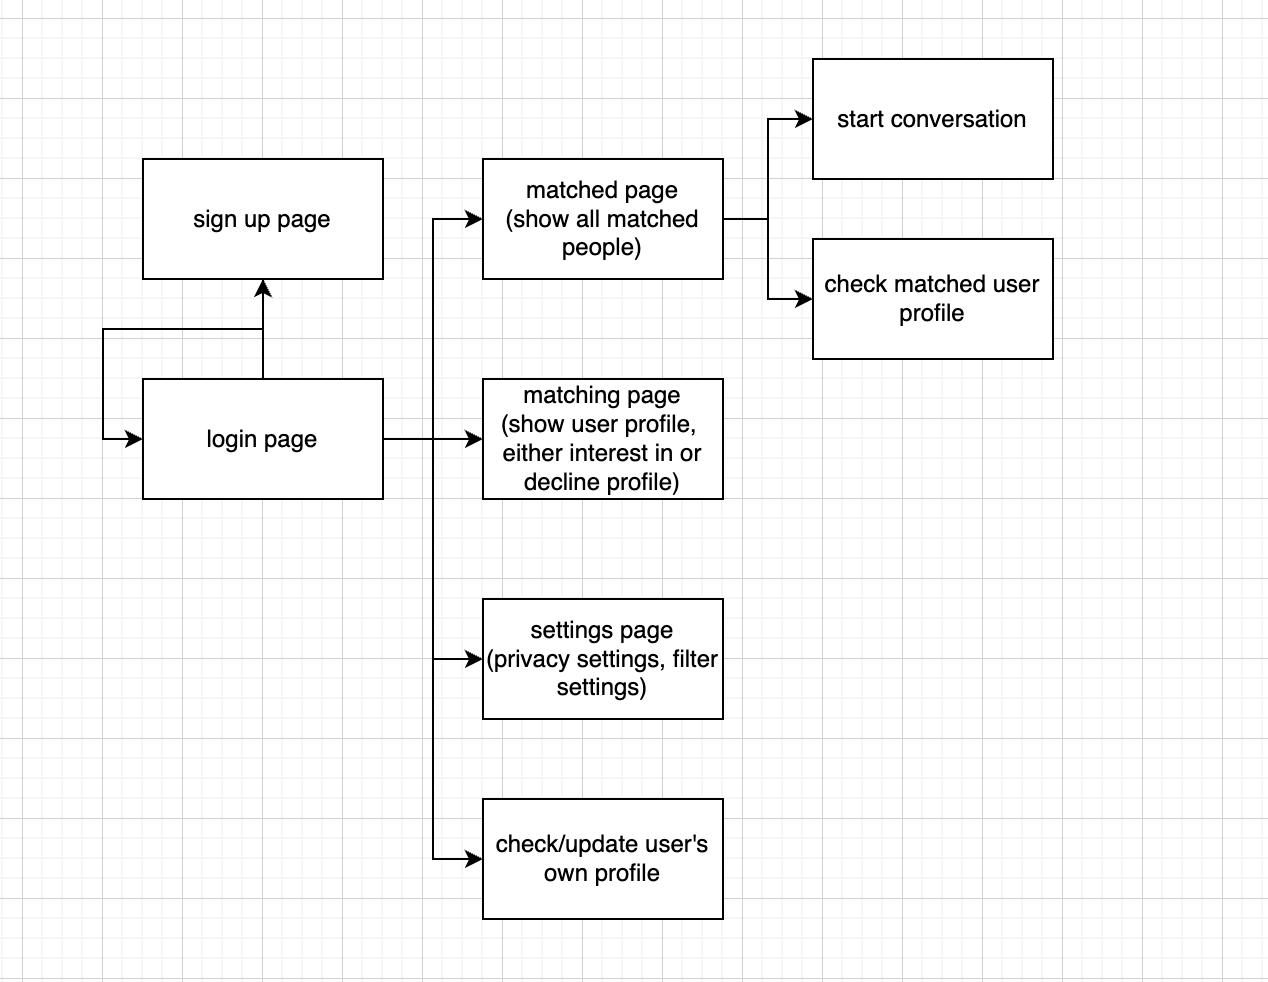 start conversation
sign up page
matched page
(show all matched
people)
check matched user
profile
login page
matching page
(show user profile,
either interest in or
decline profile)
settings page
(privacy settings, filter
settings)
check/update user's
own profile